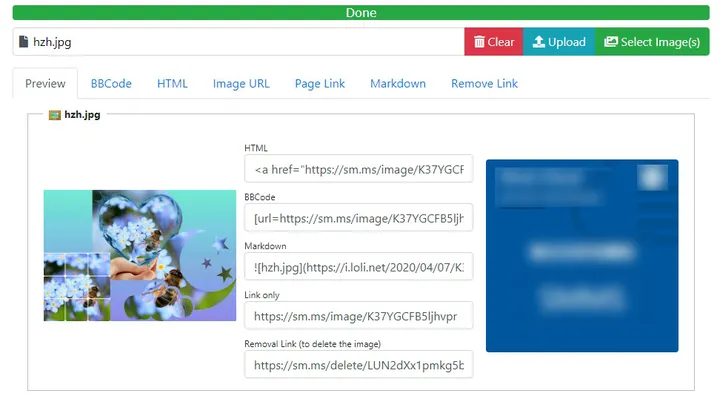 Done
hzh.jpg
Clear
Upload
Select Image(s)
Preview
BBCode
HTML
Image URL
Page Link
Markdown
Remove Link
hzh.jpg
HTML
<a href="https://sm.ms/image/K37YGCF
BBCode
[url=https://sm.ms/image/K37YGCFB5ljh
Markdown
![hzh.jpg](https://i.loli.net/2020/04/07/K3
Link only
https://sm.ms/image/K37YGCFB5ljhvpr
Removal Link (to delete the image)
https://sm.ms/delete/LUN2dXx1pmkg5b